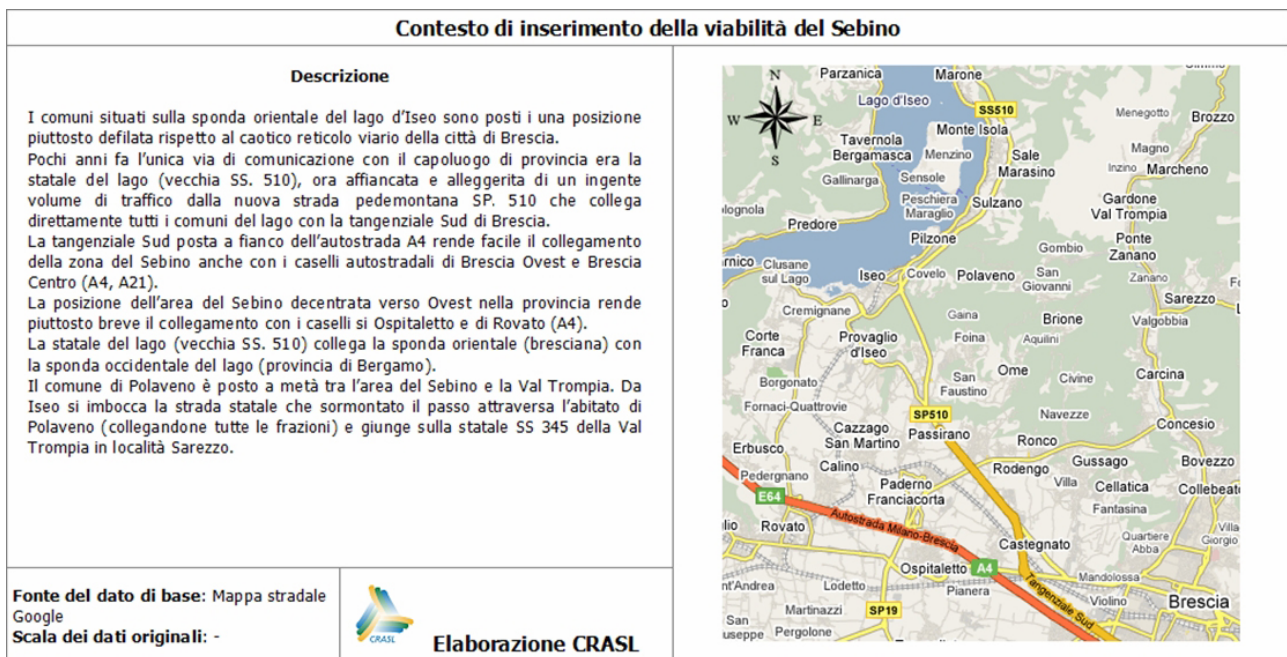 Contesto di inserimento della viabilità del Sebino
Descrizione
I comuni situati sulla sponda orientale del lago d'Iseo sono posti i una posizione
piuttosto defilata rispetto al caotico reticolo viario della città di Brescia.
Pochi anni fa l'unica via di comunicazione con il capoluogo di provincia era la
statale del lago (vecchia SS. 510), ora affiancata e alleggerita di un ingente
volume di traffico dalla nuova strada pedemontana SP. 510 che collega
direttamente tutti i comuni del lago con la tangenziale Sud di Brescia.
La tangenziale Sud posta a fianco dell'autostrada A4 rende facile il collegamento
della zona del Sebino anche con i caselli autostradali di Brescia Ovest e Brescia
Centro (A4, A21).
La posizione dell'area del Sebino decentrata verso Ovest nella provincia rende
piuttosto breve il collegamento con i caselli si Ospitaletto e di Rovato (A4).
La statale del lago (vecchia SS. 510) collega la sponda orientale (bresciana) con
la sponda occidentale del lago (provincia di Bergamo).
Il comune di Polaveno è posto a metà tra l'area del Sebino e la Val Trompia. Da
Iseo si imbocca la strada statale che sormontato il passo attraversa l'abitato di
Polaveno (collegandone tutte le frazioni) e giunge sulla statale SS 345 della Val
Trompia in località Sarezzo.
Fonte del dato di base: Mappa stradale
Google
Scala dei dati originali: -
CRASL
Elaborazione CRASL
N
W E
S
Parzanica
Marone
Lago d'Iseo
SS510
Menegotto
Brozzo
Tavernola
Bergamasca
Monte Isola
Menzino
Sale
Marasino
Magno
Inzino
Marcheno
Gallinarga
Sensole
Peschiera
Maraglio
Sulzano
Gardone
Val Trompia
Predore
Pilzone
Gombio
Ponte
Zanano
Clusane
sul Lago
Iseo
Covelo
Polaveno
San
Giovanni
Zanano
Sarezzo
Cremignane
Gaina
Brione
Valgobbia
Corte
Franca
Provaglio
d'Iseo
Foina
Aquilini
Ome
Civine
Carcina
Borgonato
San
Faustino
Fornaci-Quattrovie
SP510
Navezze
Cazzago
San Martino
Passirano
Ronco
Concesio
Erbusco
Calino
Rodengo
Gussago
Bovezzo
Pedergnano
Paderno
Franciacorta
Villa
Cellatica
Collebeato
E64
Fantasina
Rovato
Autostrada Milano-Brescia
Castegnato
Quartiere
Abba
Villa
Giorgio
Ospitaletto
A4
Mandolossa
nt'Andrea
Lodetto
Pianera
Tangenziale Sud
Violino
Brescia
Martinazzi
SP19
San
useppe
Pergolone